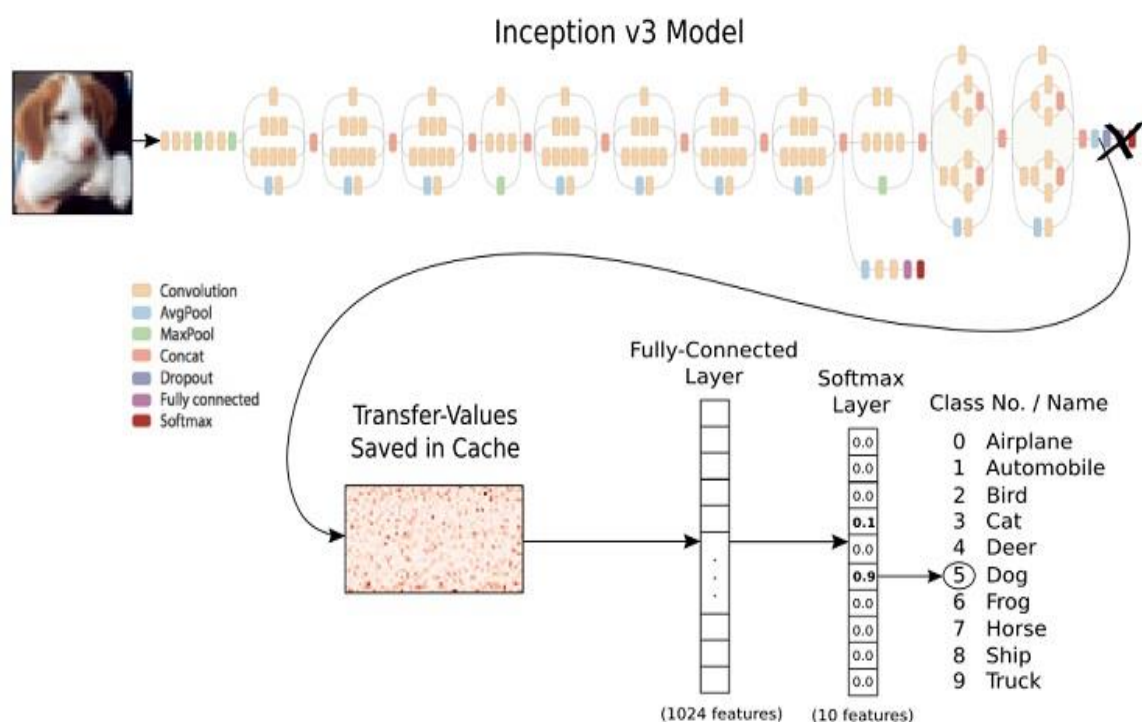 Inception v3 Model
Convolution
AvgPool
MaxPool
Concat
Dropout
Fully connected
Softmax
Transfer-Values
Saved in Cache
Fully-Connected
Layer
(1024 features)
Softmax
Layer
0.0
0.0
0.0
0.1
0.0
0.9
0.0
0.0
0.0
0.0
(10 features)
Class No. / Name
0 Airplane
1 Automobile
2 Bird
3 Cat
4 Deer
5 Dog
6 Frog
7 Horse
8 Ship
9 Truck